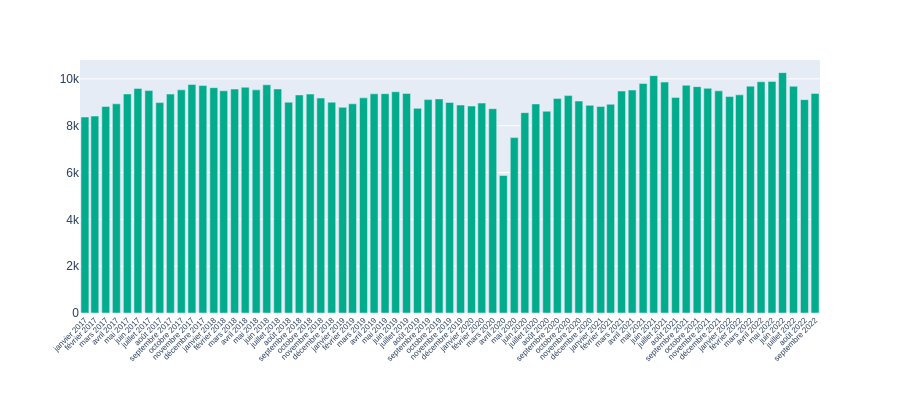 10k
8k
6k
4k
2k
0
janvier 2017
février 2017
mars 2017
avril 2017
mai 2017
juin 2017
juillet 2017
août 2017
septembre 2017
octobre 2017
novembre 2017
décembre 2017
janvier 2018
février 2018
mars 2018
avril 2018
mai 2018
juin 2018
juillet 2018
août 2018
septembre 2018
octobre 2018
novembre 2018
décembre 2018
janvier 2019
février 2019
mars 2019
avril 2019
mai 2019
juin 2019
juillet 2019
août 2019
septembre 2019
octobre 2019
novembre 2019
décembre 2019
janvier 2020
février 2020
mars 2020
avril 2020
mai 2020
juin 2020
juillet 2020
août 2020
septembre 2020
octobre 2020
novembre 2020
décembre 2020
janvier 2021
février 2021
mars 2021
avril 2021
mai 2021
juin 2021
juillet 2021
août 2021
septembre 2021
octobre 2021
novembre 2021
décembre 2021
janvier 2022
février 2022
mars 2022
avril 2022
mai 2022
juin 2022
juillet 2022
août 2022
septembre 2022